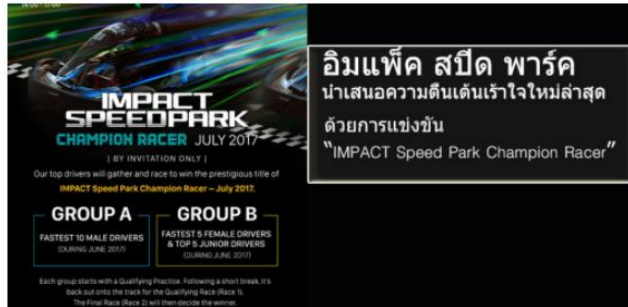 IMPACT
SPEEDPARK
CHAMPION RACER JULY 2017
| BY INVITATION ONLY |
Our top drivers will gather and race to win the prestigious title of
IMPACT Speed Park Champion Racer – July 2017.
GROUP A
FASTEST 10 MALE DRIVERS
(DURING JUNE 2017)
GROUP B
FASTEST 5 FEMALE DRIVERS
& TOP 5 JUNIOR DRIVERS
(DURING JUNE 2017)
Each group starts with a Qualifying Practice. Following a short break, it's
back out onto the track for the Qualifying Race (Race 1).
The Final Race (Race 2) will then decide the winner.
อิมแพ็ค สปีด พาร์ค
นำเสนอความตื่นเต้นเร้าใจใหม่ล่าสุด
ด้วยการแข่งขัน
“IMPACT Speed Park Champion Racer”